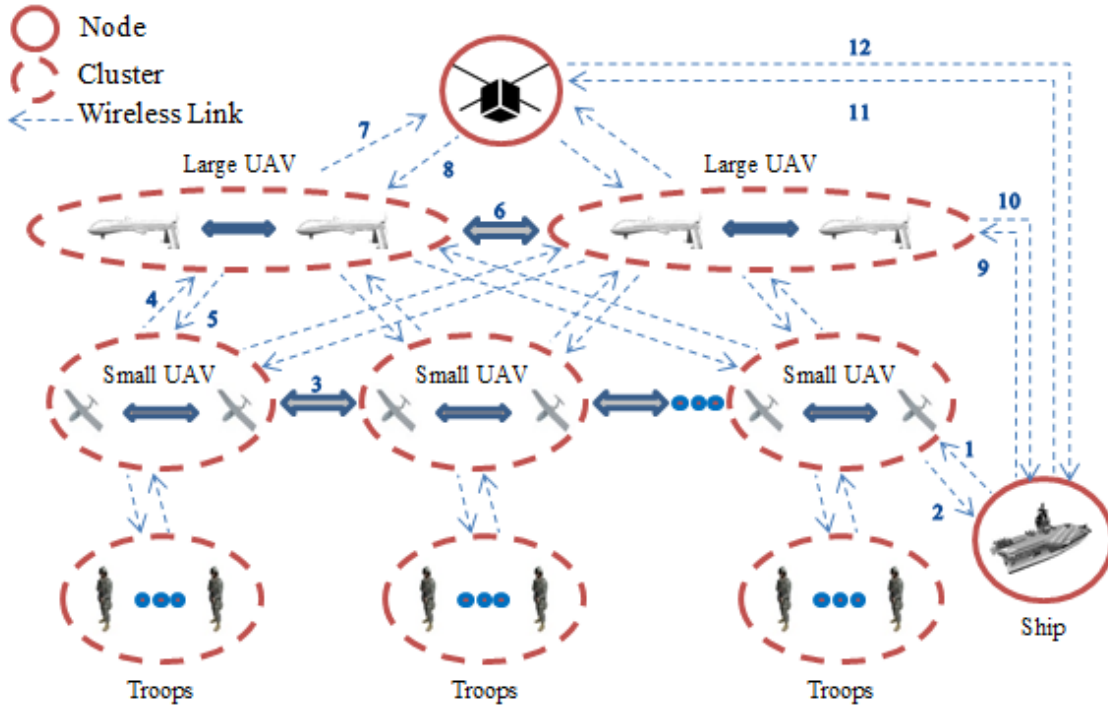 Node
Cluster
Wireless Link
12
11
7
8
Large UAV
Large UAV
6
10
9
4
5
Small UAV
Small UAV
Small UAV
3
1
2
Ship
Troops
Troops
Troops